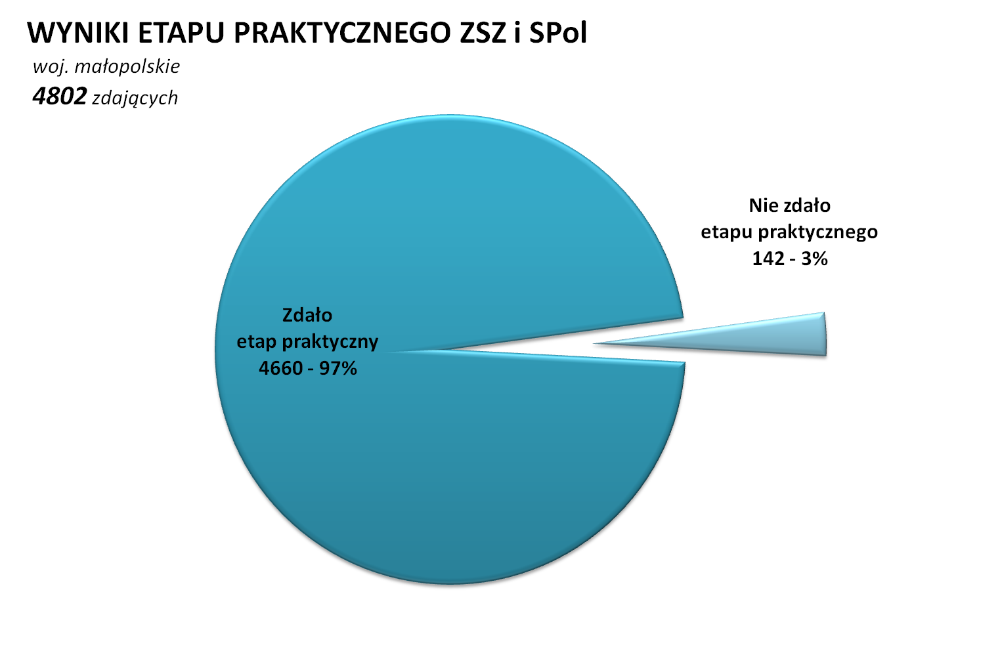 WYNIKI ETAPU PRAKTYCZNEGO ZSZ i SPol
woj. małopolskie
4802 zdających
Nie zdało
etapu praktycznego
142 - 3%
Zdało
etap praktyczny
4660 - 97%